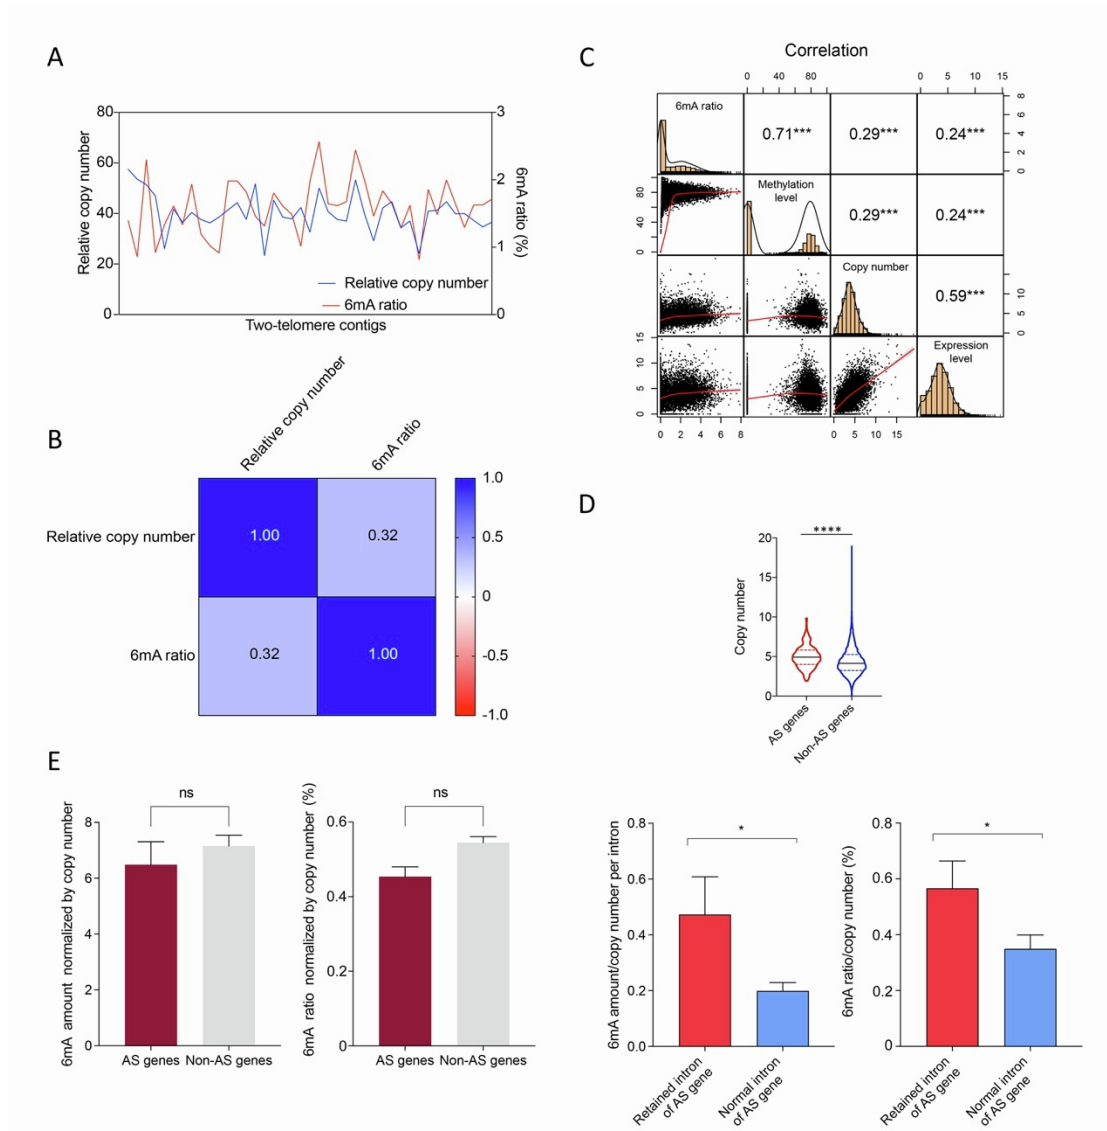 A
80
60
40
20
0
Relative copy number
3
2
1
0
6mA ratio (%)
Relative copy number
6mA ratio
Two-telomere contigs
B
Relative copy number
6mA ratio
Relative copy number
1.00
0.32
6mA ratio
0.32
1.00
1.0
0.5
0
-0.5
-1.0
C
Correlation
0 40 80
0 5 10 15
6mA ratio
0.71***
0.29***
0.24***
0 2 4 6 8
0 40 80
Methylation
level
0.29***
0.24***
Copy number
0.59***
0 5 10
0 5 10 15
Expression
level
0 2 4 6 8
0 5 10 15
D
****
20
15
10
5
0
Copy number
AS genes
Non-AS genes
E
6mA amount normalized by copy number
8
6
4
2
0
ns
AS genes
Non-AS genes
6mA ratio normalized by copy number (%)
0.6
0.4
0.2
0
ns
AS genes
Non-AS genes
6mA amount/copy number per intron
0.8
0.6
0.4
0.2
0.0
*
Retained intron
of AS gene
Normal intron
of AS gene
6mA ratio/copy number (%)
0.8
0.6
0.4
0.2
0.0
*
Retained intron
of AS gene
Normal intron
of AS gene